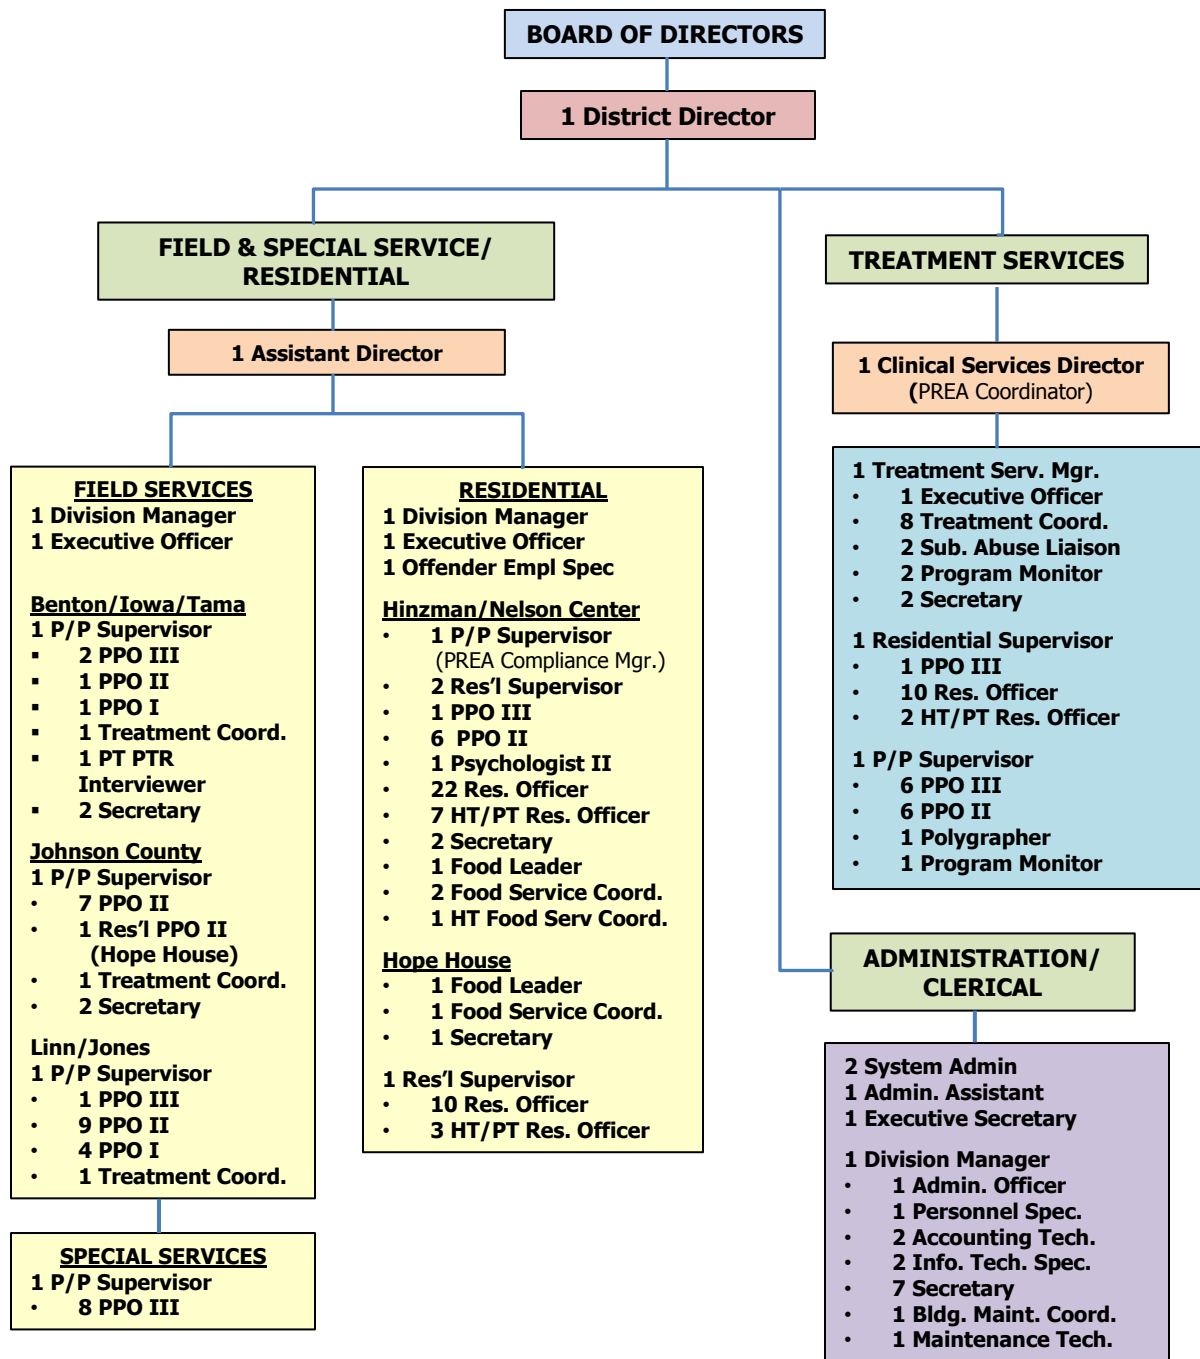 BOARD OF DIRECTORS
1 District Director
FIELD & SPECIAL SERVICE/
RESIDENTIAL
1 Assistant Director
FIELD SERVICES
1 Division Manager
1 Executive Officer
Benton/Iowa/Tama
1 P/P Supervisor
▪ 2 PPO III
▪ 1 PPO II
▪ 1 PPO I
▪ 1 Treatment Coord.
▪ 1 PT PTR
Interviewer
▪ 2 Secretary
Johnson County
1 P/P Supervisor
• 7 PPO II
• 1 Res’l PPO II
(Hope House)
• 1 Treatment Coord.
• 2 Secretary
Linn/Jones
1 P/P Supervisor
• 1 PPO III
• 9 PPO II
• 4 PPO I
• 1 Treatment Coord.
SPECIAL SERVICES
1 P/P Supervisor
• 8 PPO III
RESIDENTIAL
1 Division Manager
1 Executive Officer
1 Offender Empl Spec
Hinzman/Nelson Center
• 1 P/P Supervisor
(PREA Compliance Mgr.)
• 2 Res’l Supervisor
• 1 PPO III
• 6 PPO II
• 1 Psychologist II
• 22 Res. Officer
• 7 HT/PT Res. Officer
• 2 Secretary
• 1 Food Leader
• 2 Food Service Coord.
• 1 HT Food Serv Coord.
Hope House
• 1 Food Leader
• 1 Food Service Coord.
• 1 Secretary
1 Res’l Supervisor
• 10 Res. Officer
• 3 HT/PT Res. Officer
TREATMENT SERVICES
1 Clinical Services Director
(PREA Coordinator)
1 Treatment Serv. Mgr.
• 1 Executive Officer
• 8 Treatment Coord.
• 2 Sub. Abuse Liaison
• 2 Program Monitor
• 2 Secretary
1 Residential Supervisor
• 1 PPO III
• 10 Res. Officer
• 2 HT/PT Res. Officer
1 P/P Supervisor
• 6 PPO III
• 6 PPO II
• 1 Polygrapher
• 1 Program Monitor
ADMINISTRATION/
CLERICAL
2 System Admin
1 Admin. Assistant
1 Executive Secretary
1 Division Manager
• 1 Admin. Officer
• 1 Personnel Spec.
• 2 Accounting Tech.
• 2 Info. Tech. Spec.
• 7 Secretary
• 1 Bldg. Maint. Coord.
• 1 Maintenance Tech.